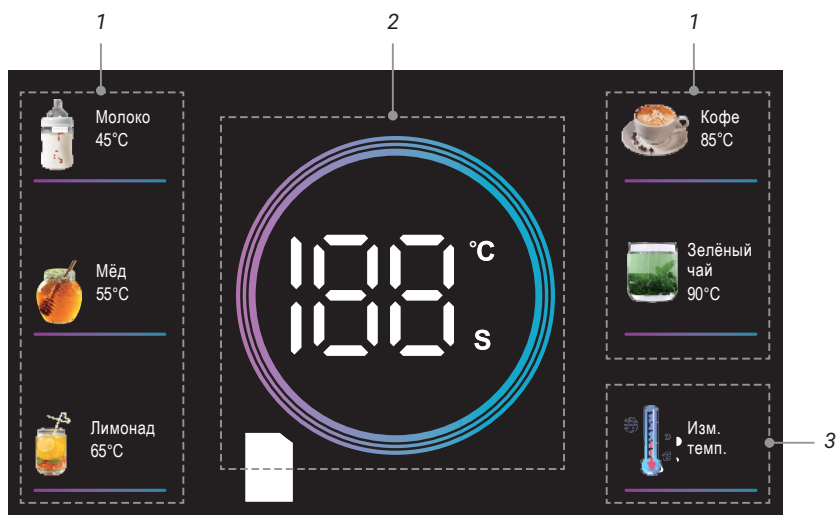 1
2
1
Молоко
45°C
Мёд
55°C
Лимонад
65°C
188
°C
S
Кофе
85°C
Зелёный
чай
90°C
Изм.
темп.
3